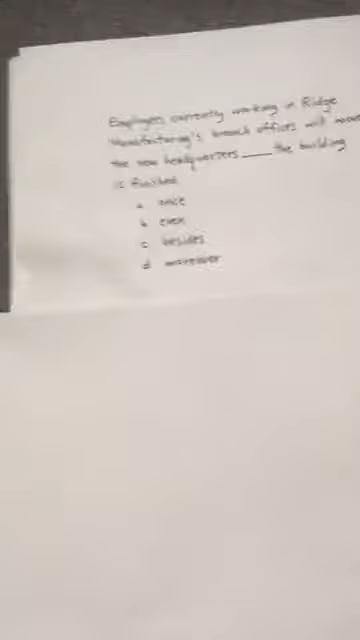 Employees currently working in Ridge
Manufacturing's branch offices will move
the new headquarters ____ the building
is finished
a once
b even
c besides
d moreover